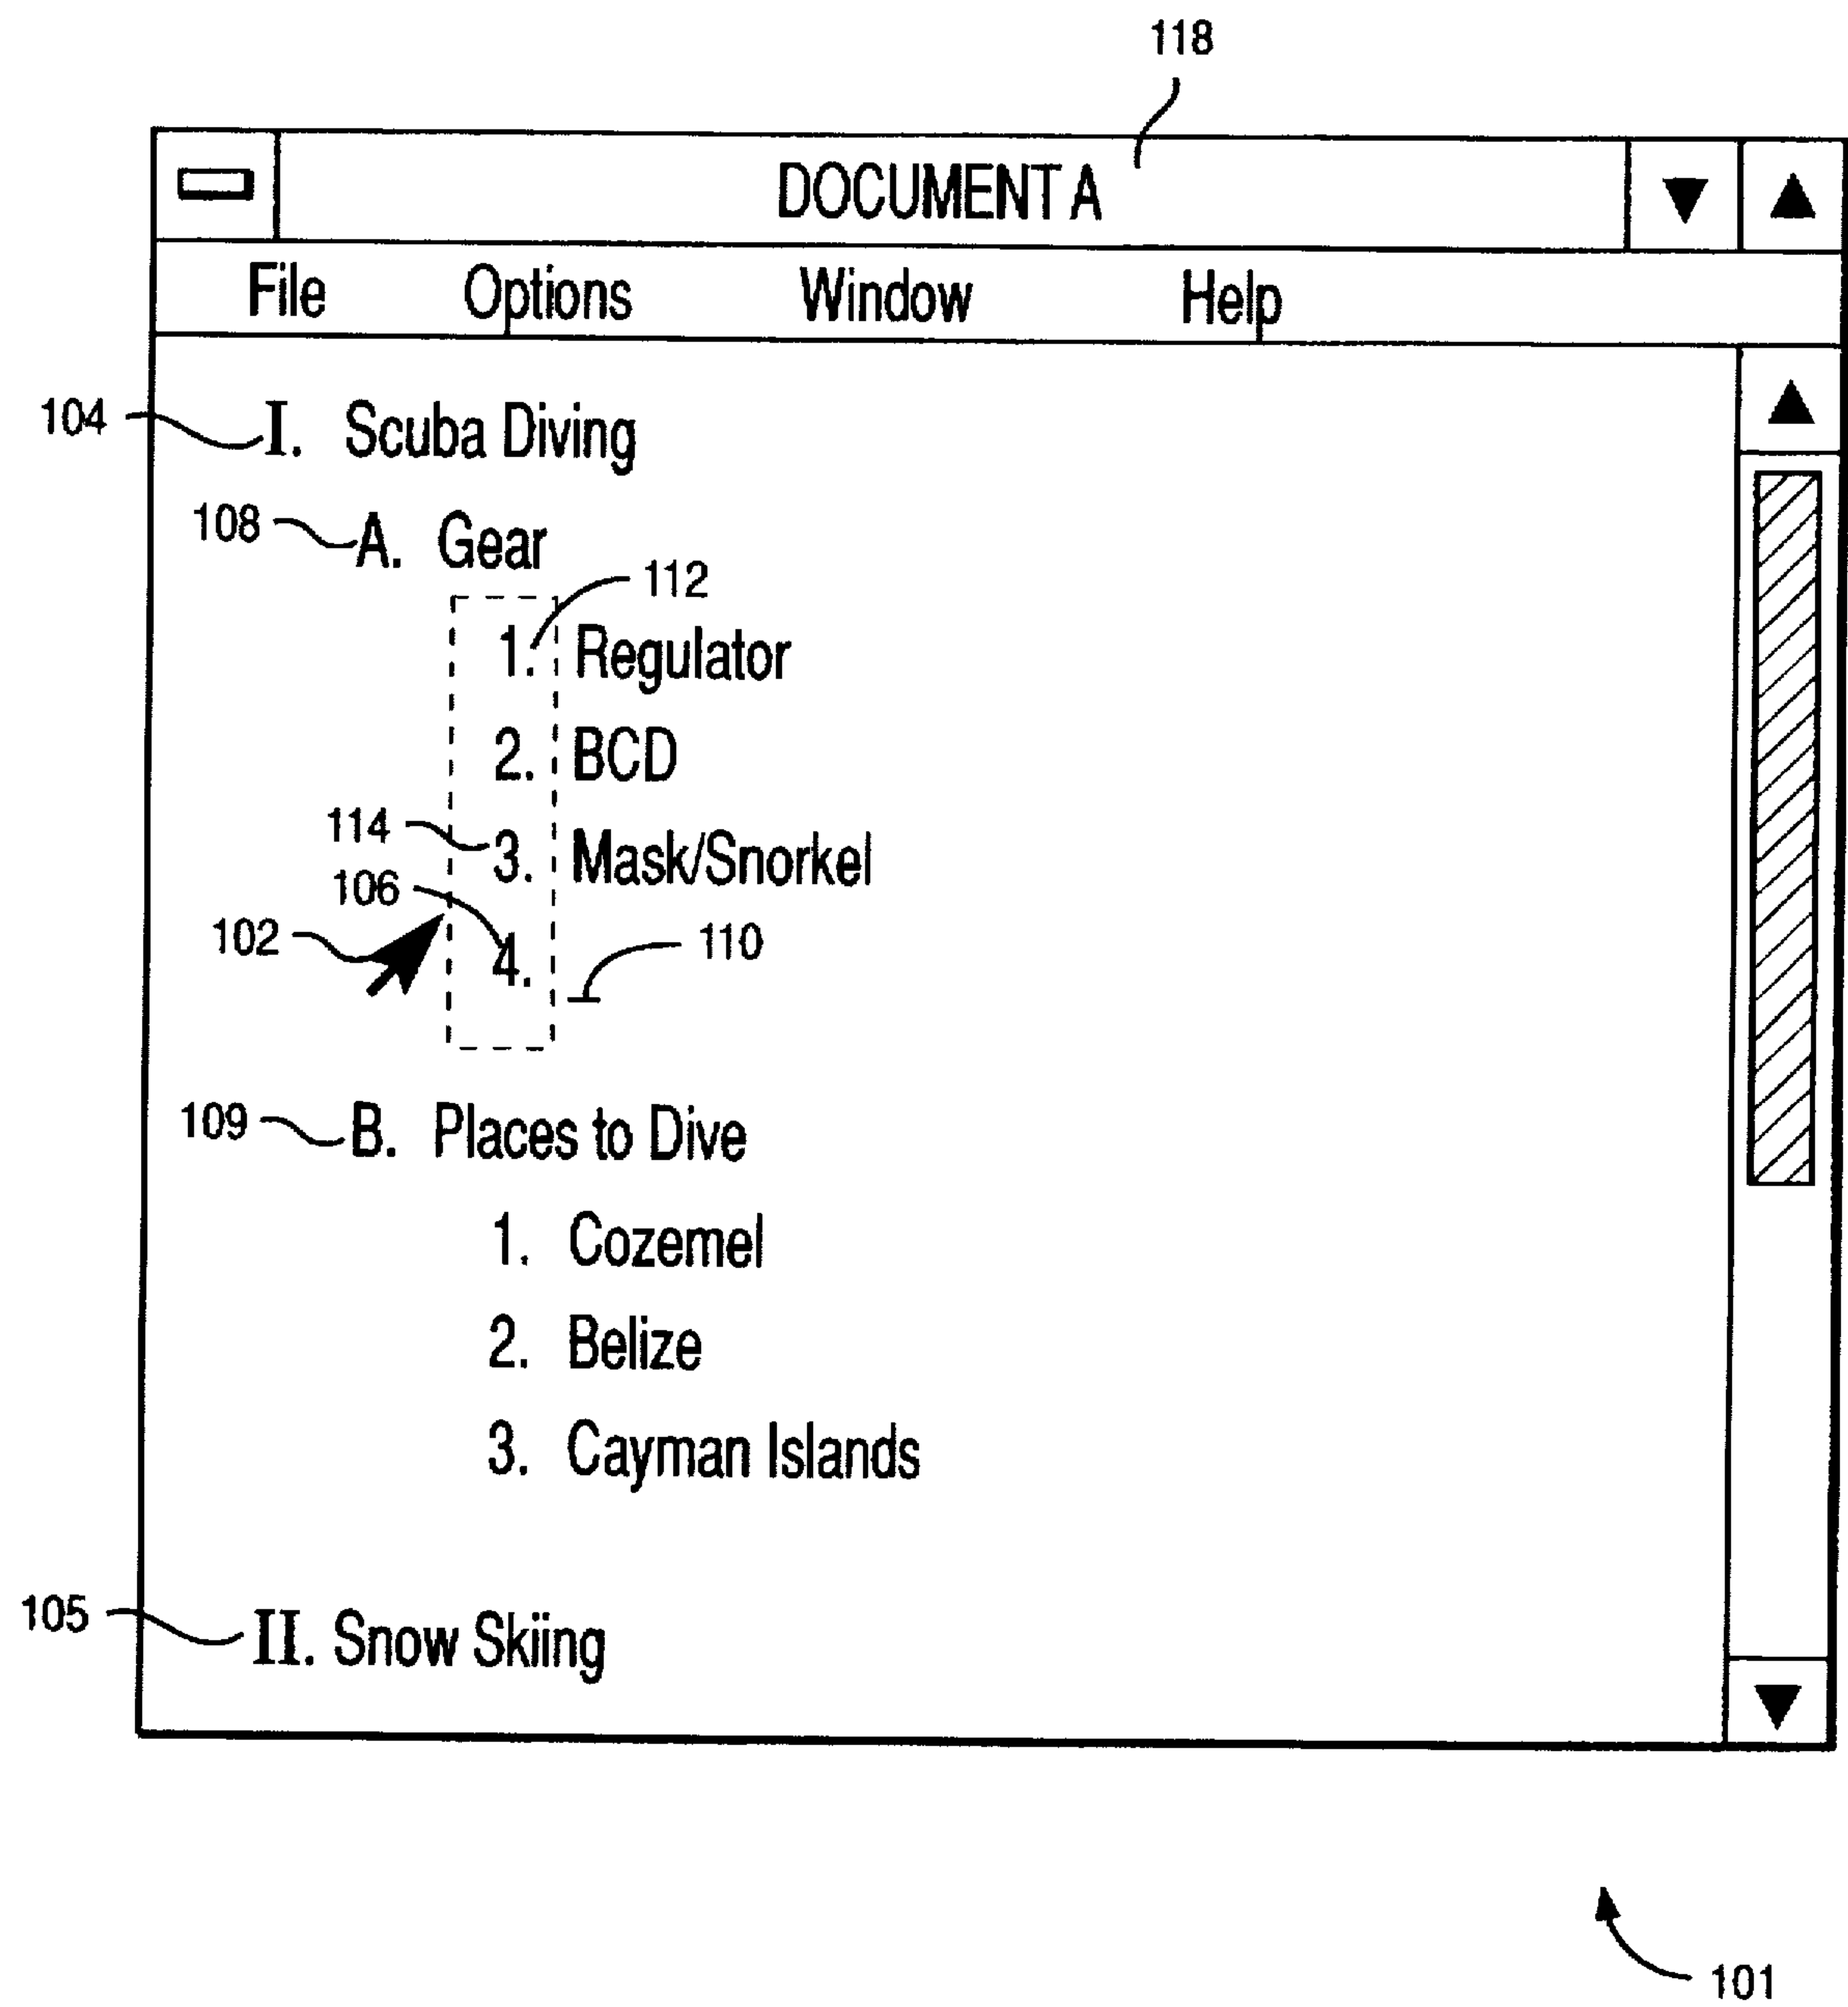 118
DOCUMENT A
File Options Window Help
104 I. Scuba Diving
108 A. Gear
112
1. Regulator
2. BCD
114 3. Mask/Snorkel
106
102 4. 110
109 B. Places to Dive
1. Cozemel
2. Belize
3. Cayman Islands
105 II. Snow Skiing
101